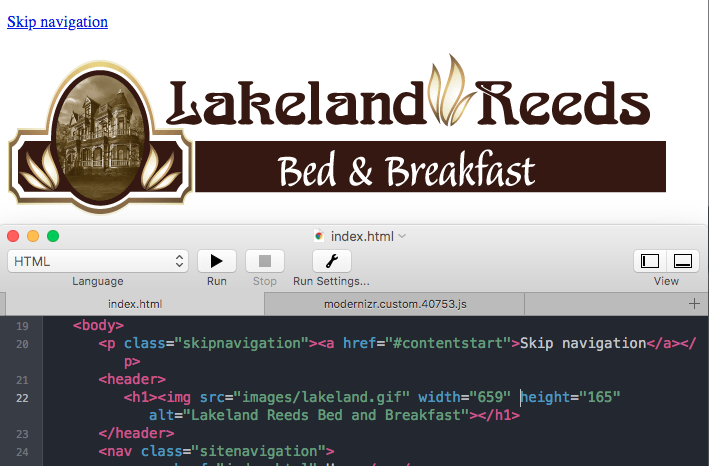 Skip navigation
Lakeland Reeds
Bed & Breakfast
index.html
HTML
Language
Run
Stop
Run Settings...
View
index.html
modernizr.custom.40753.js
+
19 <body>
20 <p class="skipnavigation"><a href="#contentstart">Skip navigation</a></
p>
21 <header>
22 <h1><img src="images/lakeland.gif" width="659" height="165"
alt="Lakeland Reeds Bed and Breakfast"></h1>
23 </header>
24 <nav class="sitenavigation">